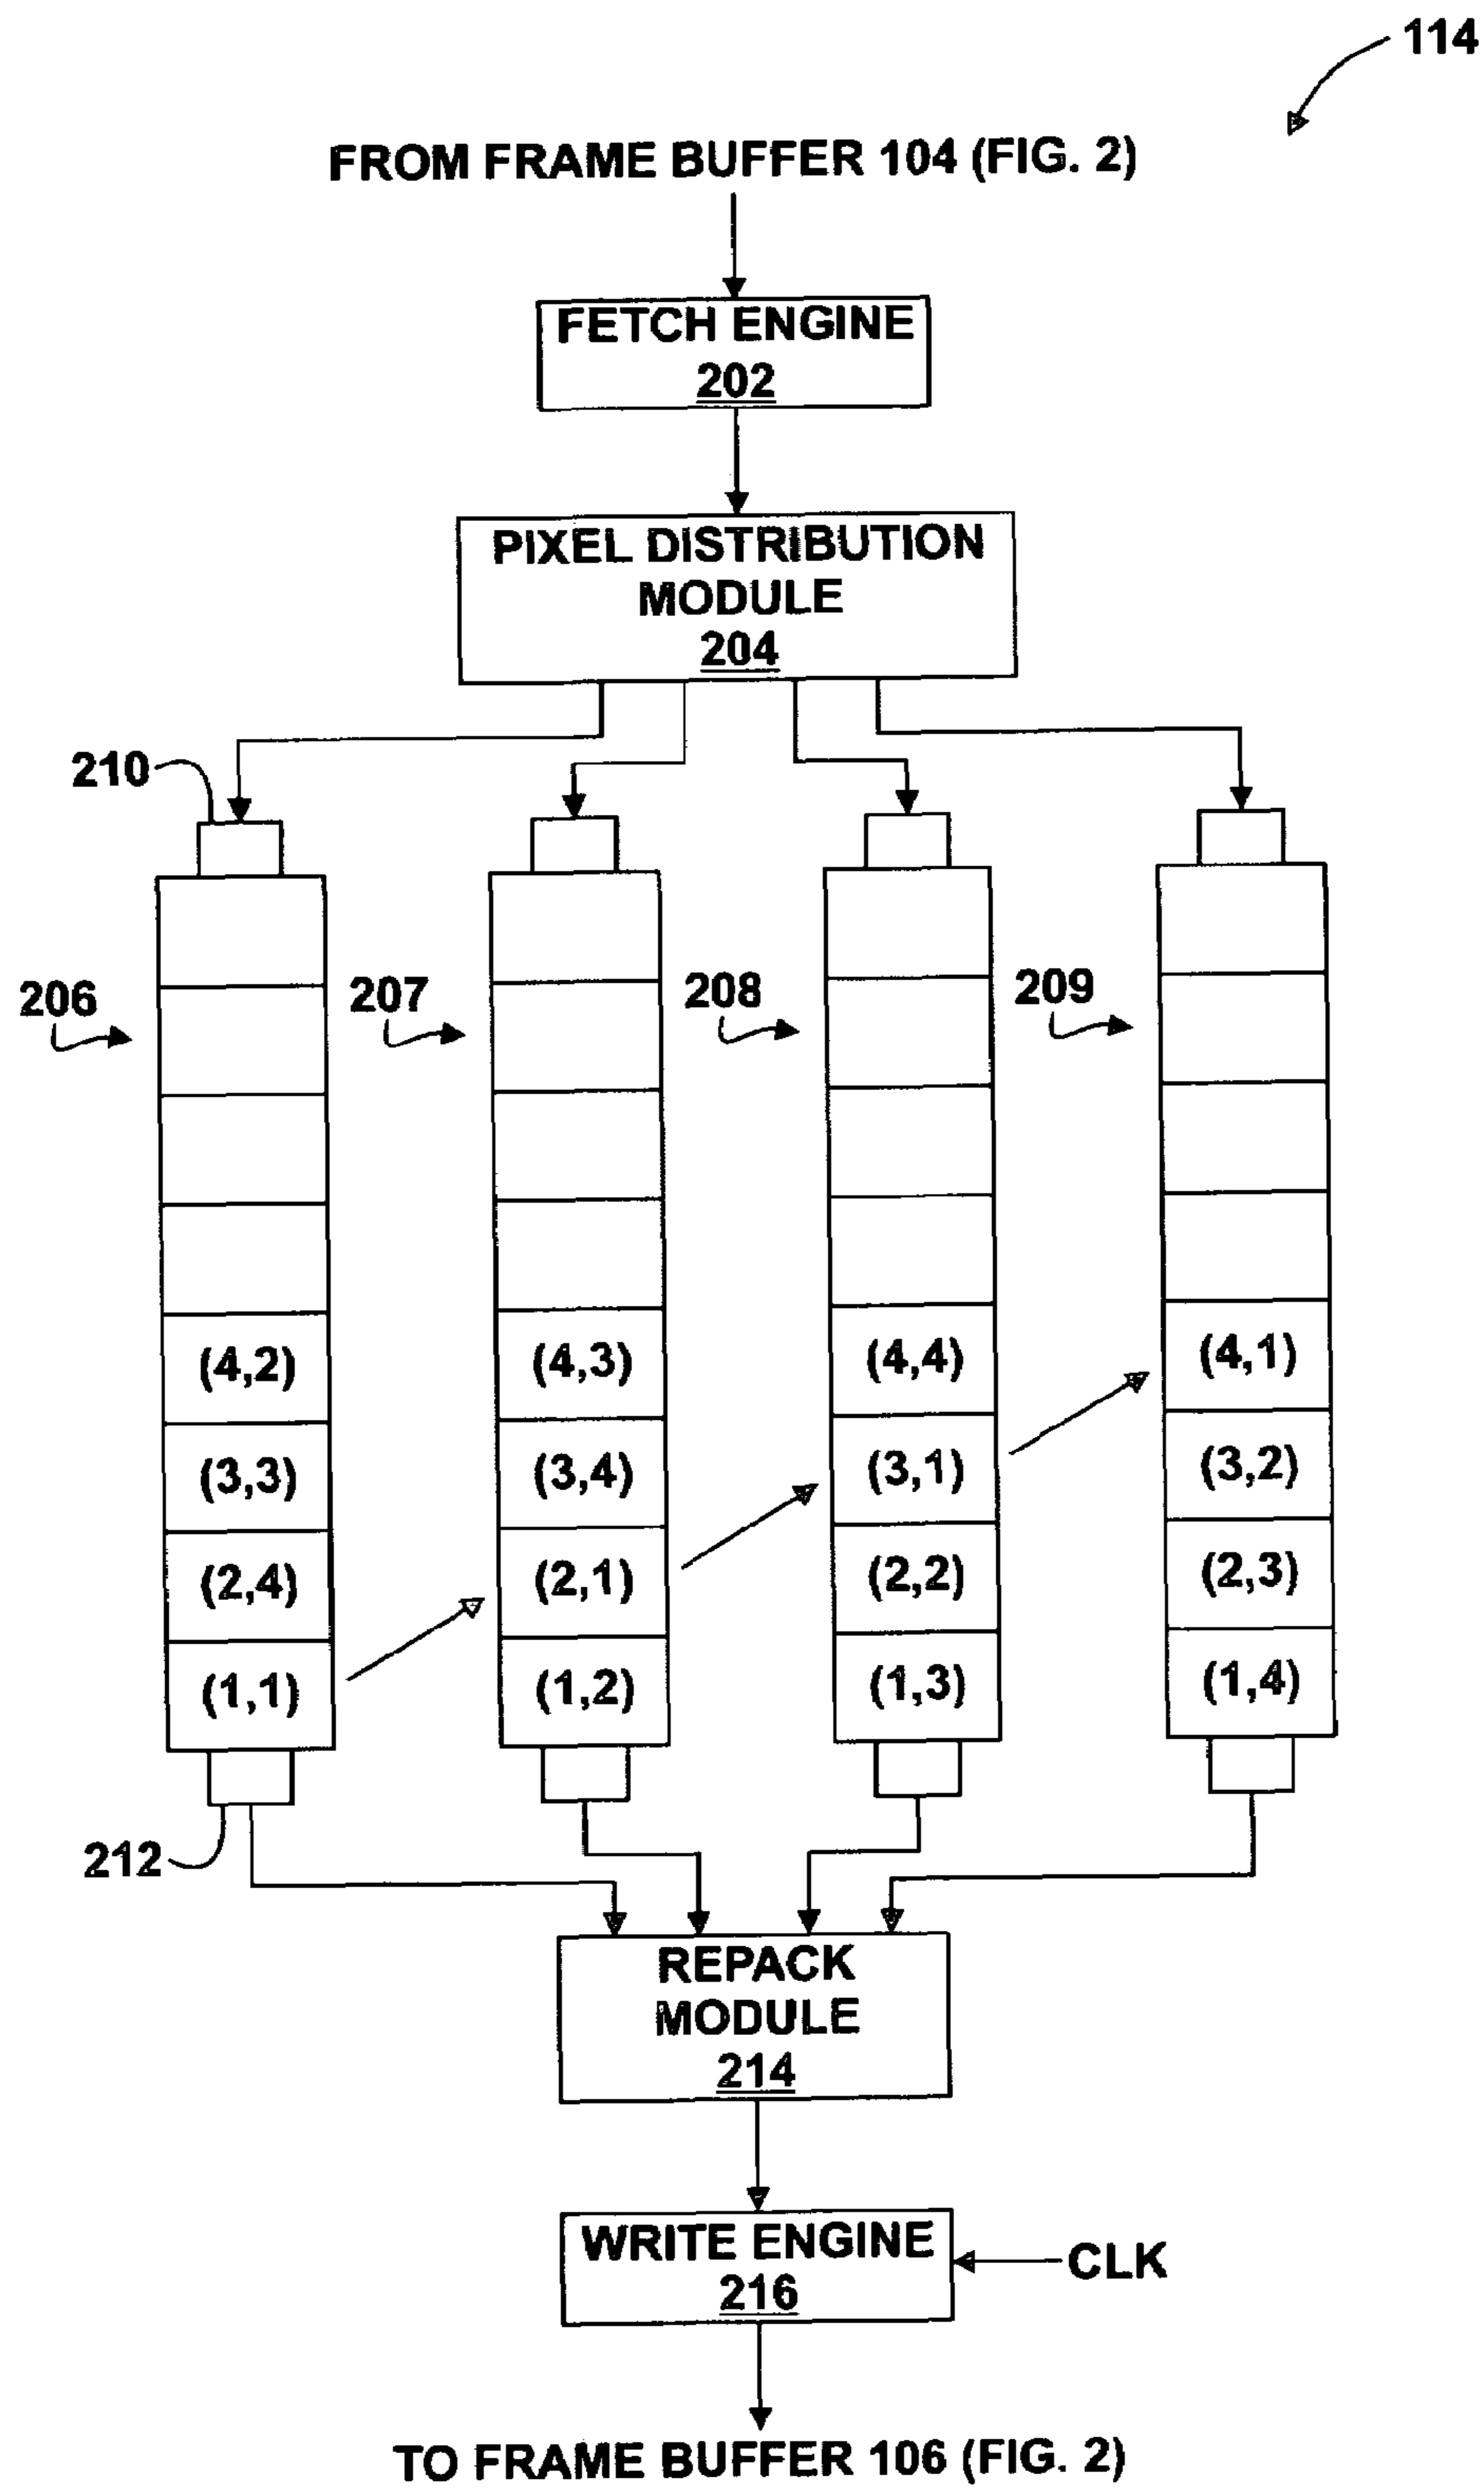 114
FROM FRAME BUFFER 104 (FIG. 2)
FETCH ENGINE
202
PIXEL DISTRIBUTION
MODULE
204
210
206
207
208
209
(4,2) (4,3) (4,4) (4,1)
(3,3) (3,4) (3,1) (3,2)
(2,4) (2,1) (2,2) (2,3)
(1,1) (1,2) (1,3) (1,4)
212
REPACK
MODULE
214
WRITE ENGINE
216
CLK
TO FRAME BUFFER 106 (FIG. 2)